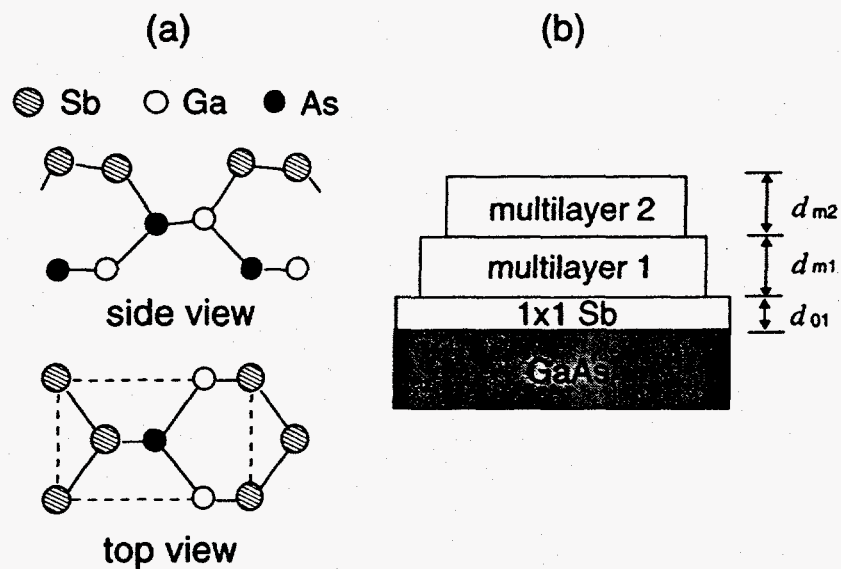 (a)
Sb Ga As
side view
top view
(b)
multilayer 2
multilayer 1
1x1 Sb
GaAs
d m2
d m1
d 01